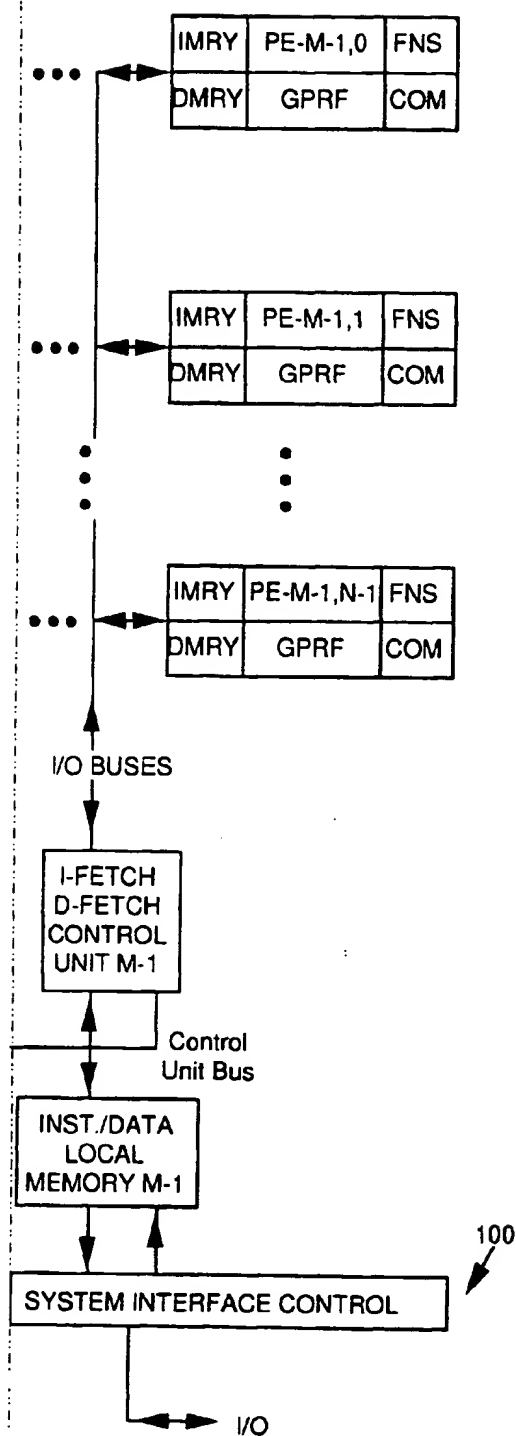 IMRY PE-M-1,0 FNS
DMRY GPRF COM
IMRY PE-M-1,1 FNS
DMRY GPRF COM
IMRY PE-M-1,N-1 FNS
DMRY GPRF COM
I/O BUSES
I-FETCH
D-FETCH
CONTROL
UNIT M-1
Control
Unit Bus
INST./DATA
LOCAL
MEMORY M-1
100
SYSTEM INTERFACE CONTROL
I/O